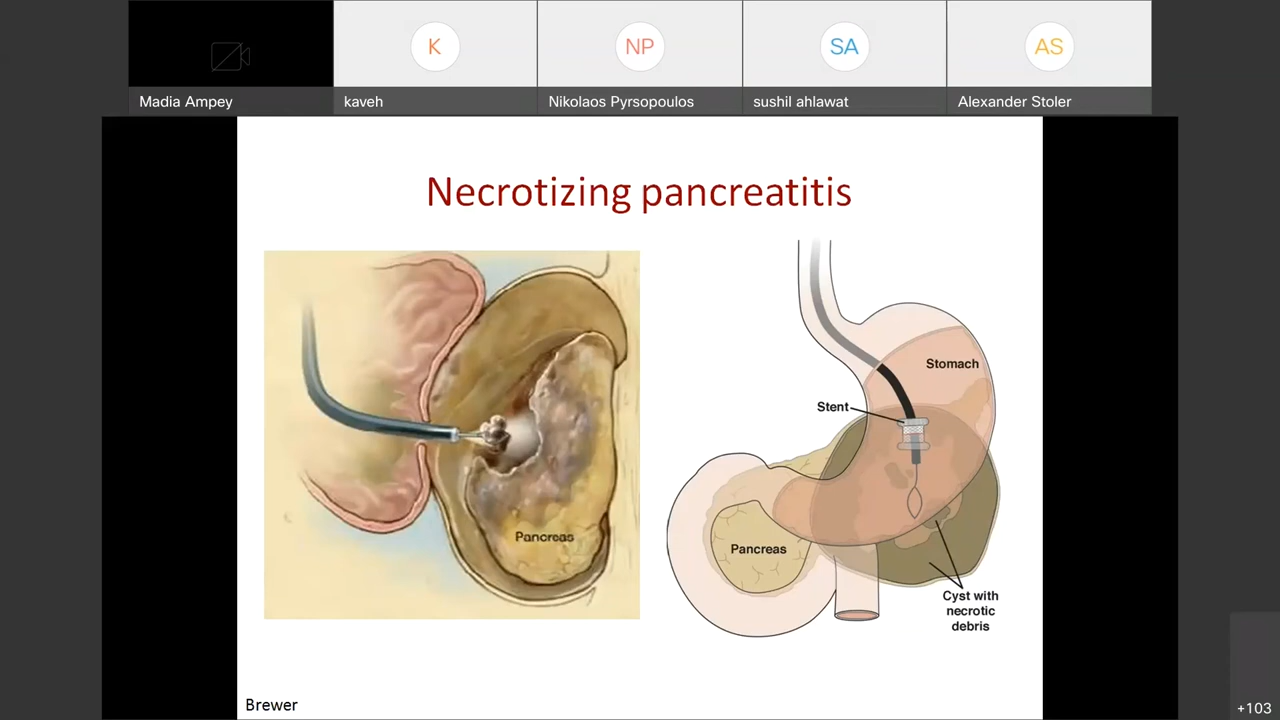 K
NP
SA
AS
Madia Ampey
kaveh
Nikolaos Pyrsopoulos
sushil ahlawat
Alexander Stoler
Necrotizing pancreatitis
Pancreas
Stomach
Stent
Pancreas
Cyst with
necrotic
debris
Brewer
+103